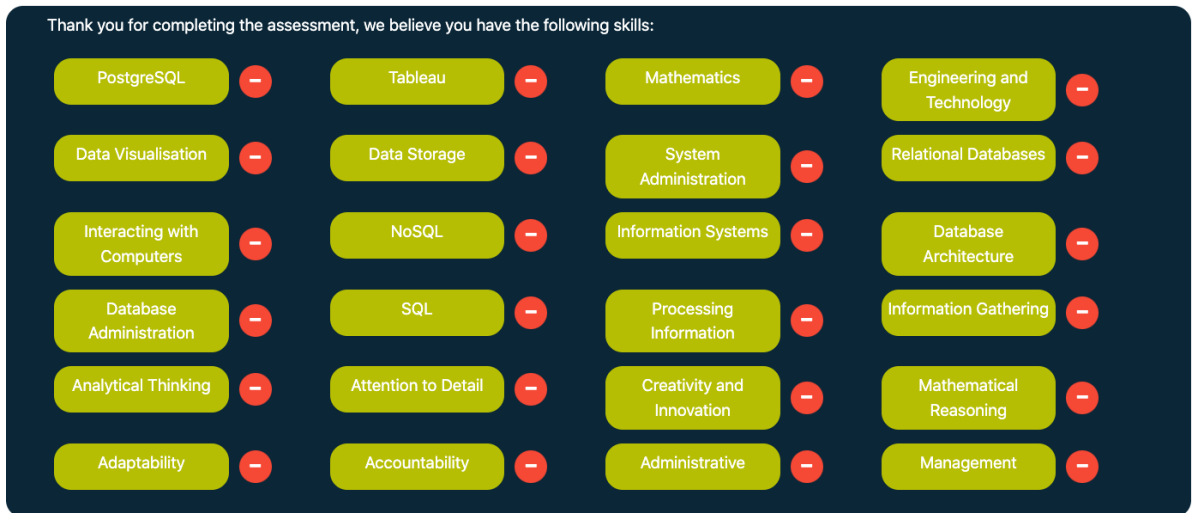 Thank you for completing the assessment, we believe you have the following skills:
PostgreSQL
Tableau
Mathematics
Engineering and
Technology
Data Visualisation
Data Storage
System
Administration
Relational Databases
Interacting with
Computers
NoSQL
Information Systems
Database
Architecture
Database
Administration
SQL
Processing
Information
Information Gathering
Analytical Thinking
Attention to Detail
Creativity and
Innovation
Mathematical
Reasoning
Adaptability
Accountability
Administrative
Management